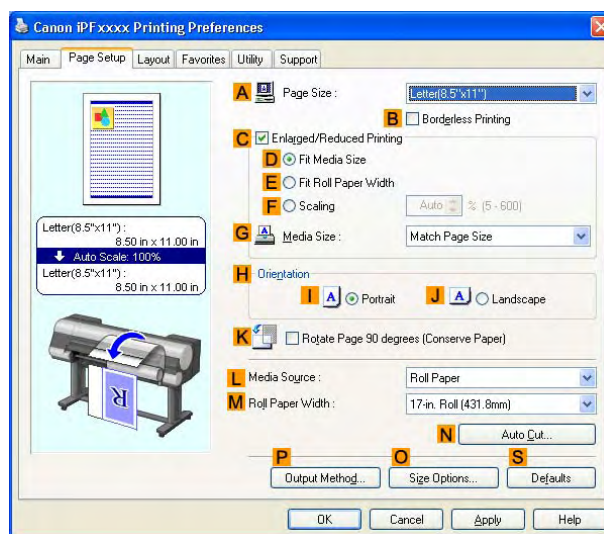 Canon iPFxxxx Printing Preferences
Main Page Setup Layout Favorites Utility Support
A Page Size : Letter(8.5"x11")
B Borderless Printing
C Enlarged/Reduced Printing
D Fit Media Size
E Fit Roll Paper Width
F Scaling Auto % (5 - 600)
G Media Size : Match Page Size
Letter(8.5"x11") :
8.50 in x 11.00 in
Auto Scale: 100%
Letter(8.5"x11") :
8.50 in x 11.00 in
H Orientation
I A Portrait J A Landscape
K Rotate Page 90 degrees (Conserve Paper)
R
L Media Source : Roll Paper
M Roll Paper Width : 17-in. Roll (431.8mm)
N Auto Cut...
P O S
Output Method... Size Options... Defaults
OK Cancel Apply Help